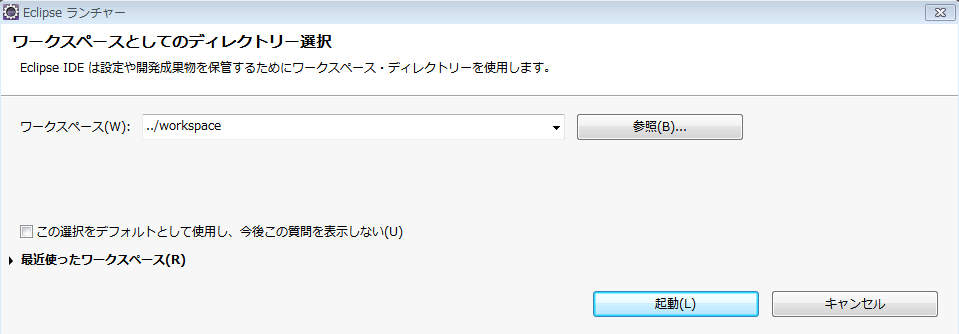 Eclipse ランチャー
ワークスペースとしてのディレクトリー選択
Eclipse IDE は設定や開発成果物を保管するためにワークスペース・ディレクトリーを使用します。
ワークスペース(W): ../workspace 参照(B)...
この選択をデフォルトとして使用し、今後この質問を表示しない(U)
最近使ったワークスペース(R)
起動(L) キャンセル